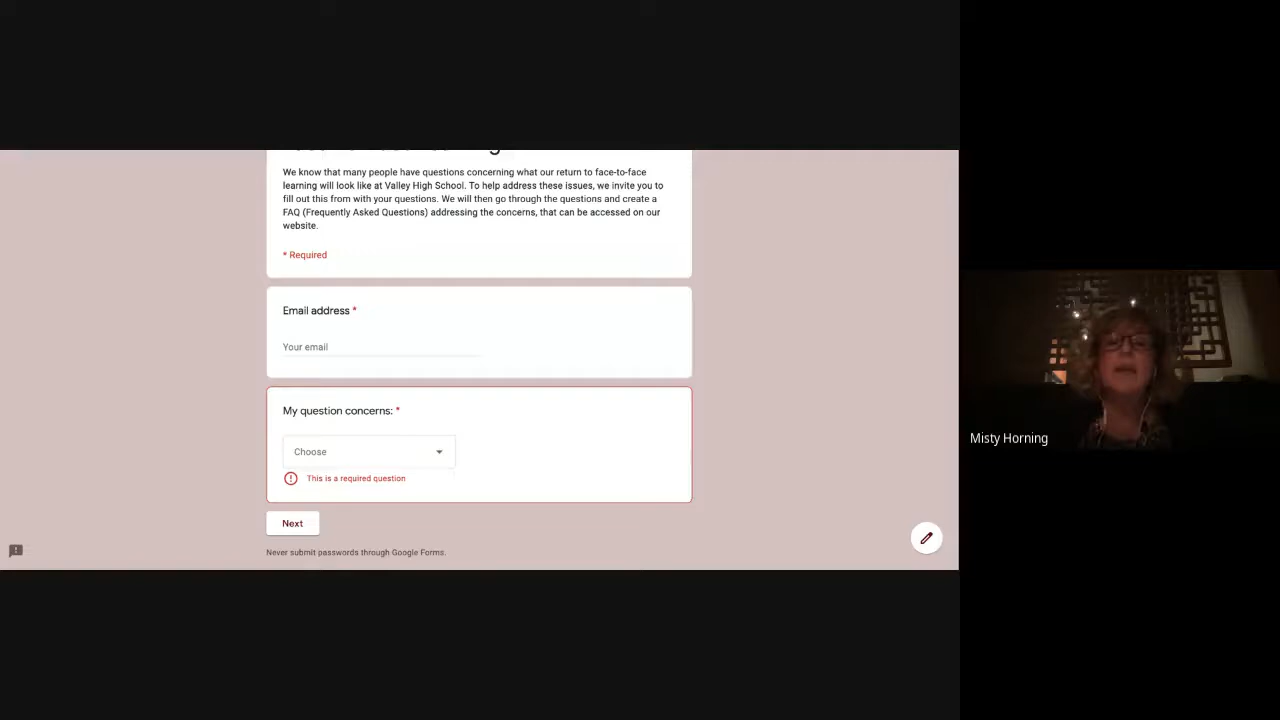 We know that many people have questions concerning what our return to face-to-face
learning will look like at Valley High School. To help address these issues, we invite you to
fill out this from with your questions. We will then go through the questions and create a
FAQ (Frequently Asked Questions) addressing the concerns, that can be accessed on our
website.
* Required
Email address *
Your email
My question concerns: *
Choose
This is a required question
Next
Never submit passwords through Google Forms.
Misty Horning